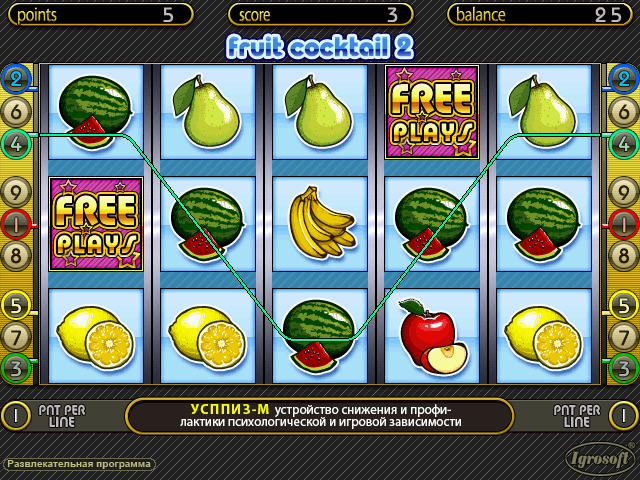 points 5 score 3 balance 25
fruit cocktail 2
2 2
6 6
4 4
FREE
PLAYS
9 9
FREE
PLAYS
1 1
8 8
5 5
7 7
3 3
1 PNT PER LINE
УСППИЗ-М устройство снижения и профи-
лактики психологической и игровой зависимости
PNT PER LINE 1
Развлекательная программа
Igrosoft®